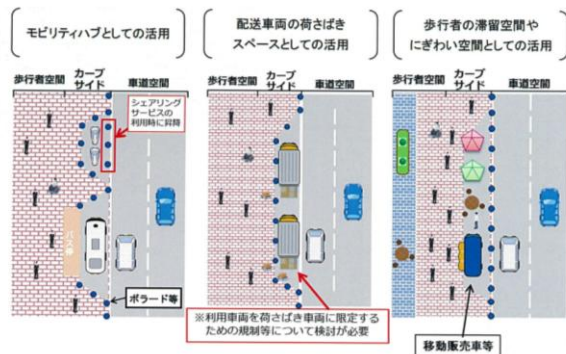 モビリティハブとしての活用
歩行者空間
カーブ
サイド
車道空間
シェアリング
サービスの
利用時に昇降
バス停
ボラード等
配送車両の荷さばき
スペースとしての活用
歩行者空間
カーブ
サイド
車道空間
※利用車両を荷さばき車両に限定する
ための規制等について検討が必要
歩行者の滞留空間や
にぎわい空間としての活用
歩行者空間
カーブ
サイド
車道空間
移動販売車等